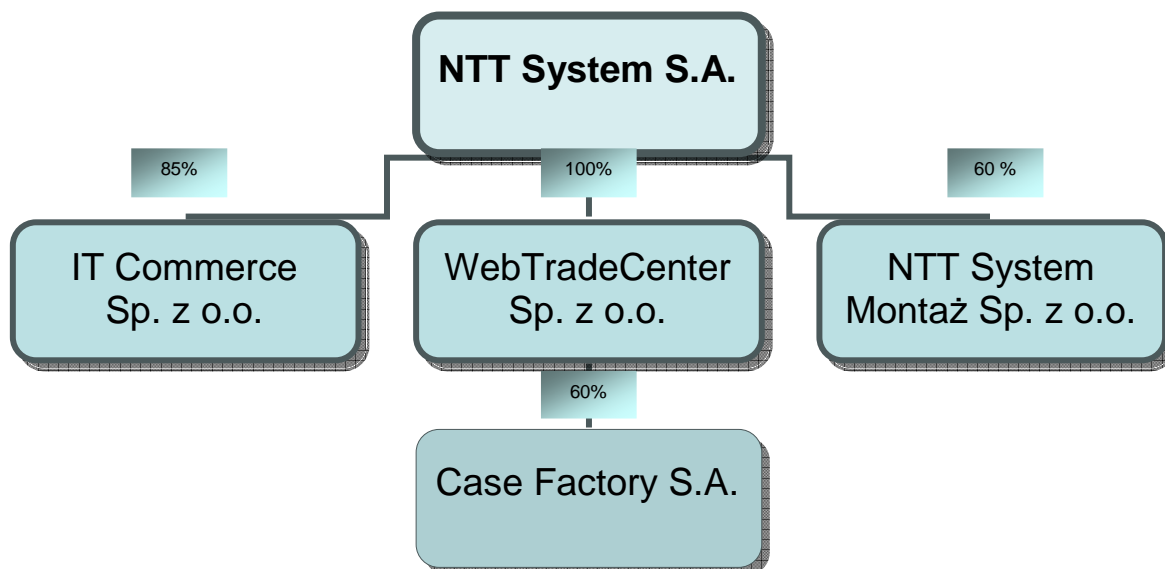 NTT System S.A.
85%
100%
60 %
IT Commerce
Sp. z o.o.
WebTradeCenter
Sp. z o.o.
NTT System
Montaż Sp. z o.o.
60%
Case Factory S.A.